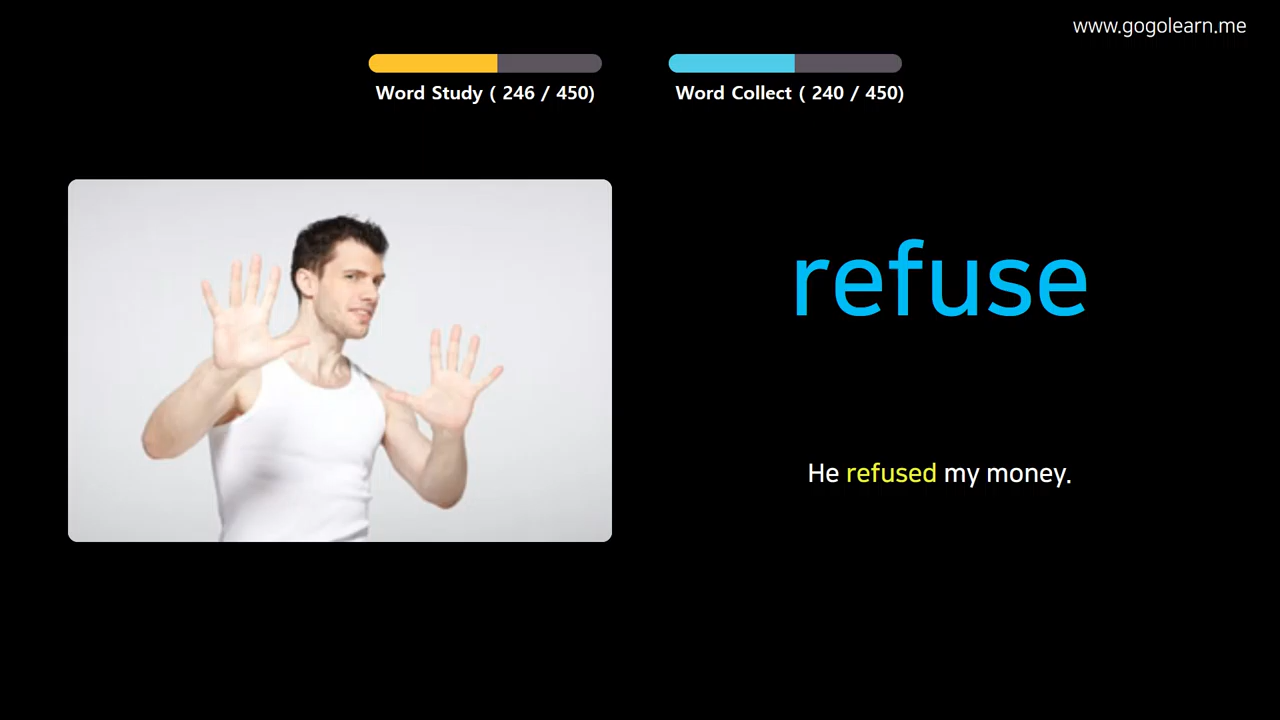 www.gogolearn.me
Word Study ( 246 / 450)
Word Collect ( 240 / 450)
refuse
He refused my money.